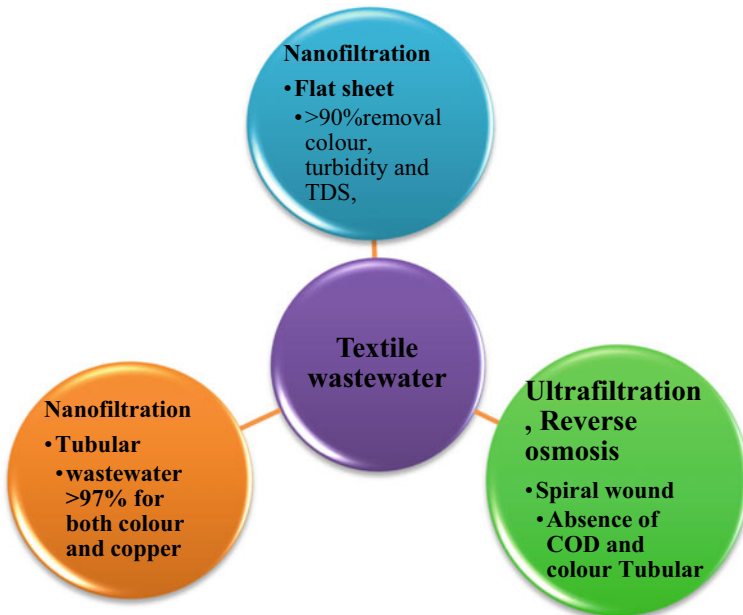 Nanofiltration
•Flat sheet
•>90%removal
colour,
turbidity and
TDS,
Textile
wastewater
Nanofiltration
•Tubular
•wastewater
>97% for
both colour
and copper
Ultrafiltration
, Reverse
osmosis
•Spiral wound
•Absence of
COD and
colour Tubular